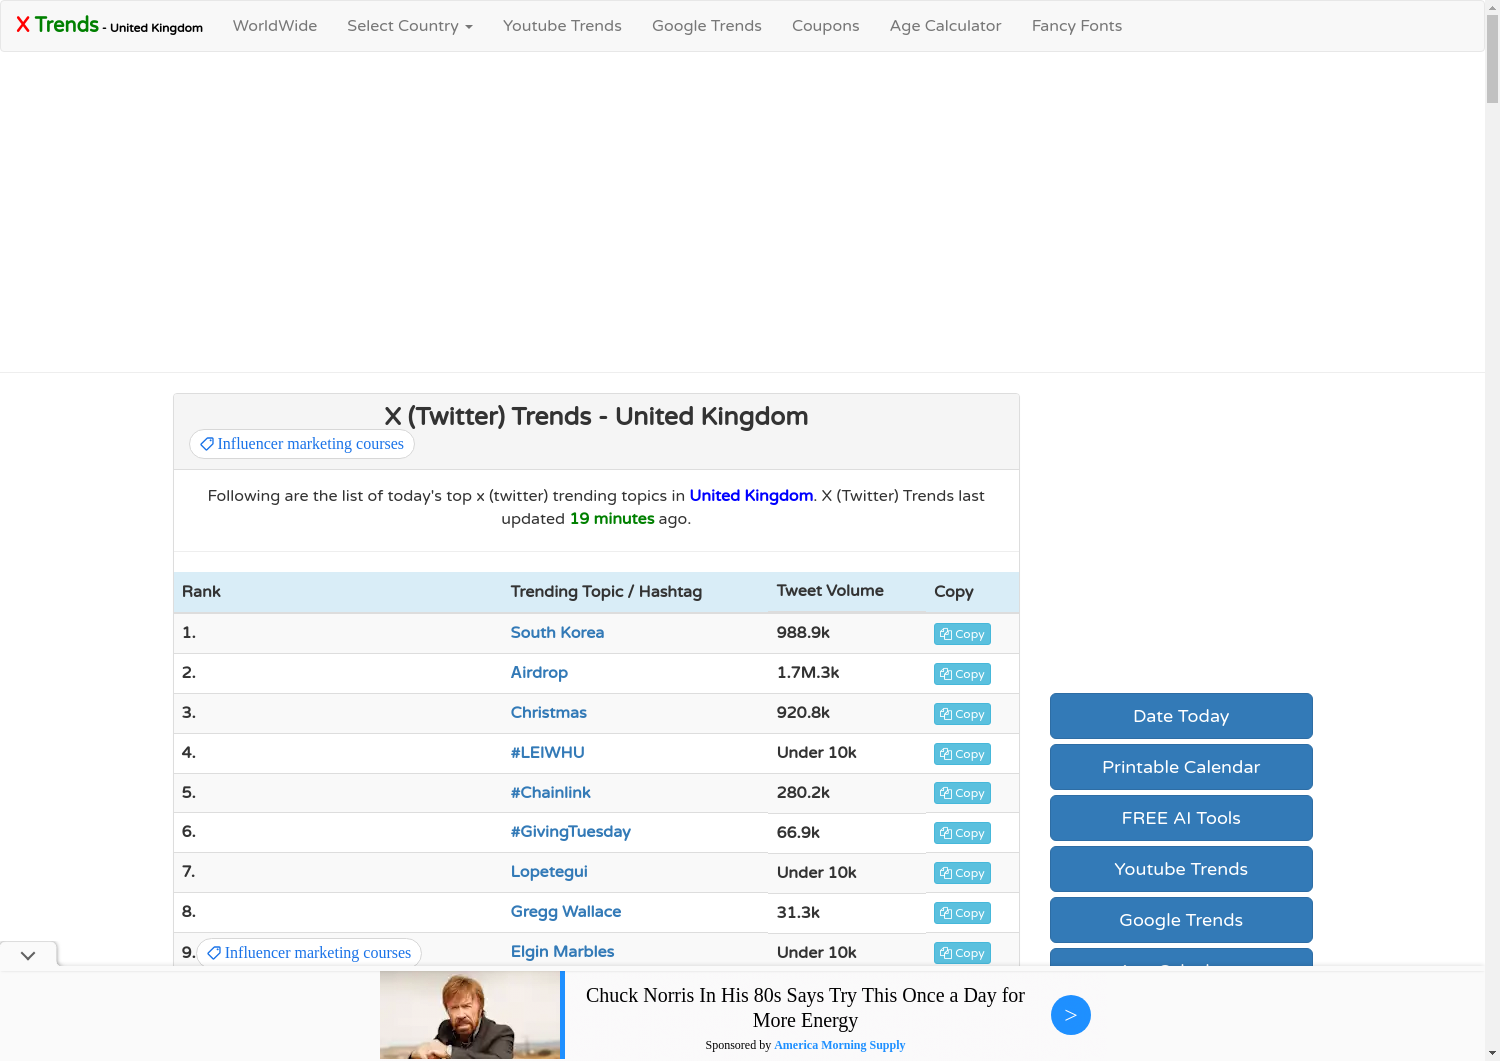 X Trends - United Kingdom WorldWide Select Country Youtube Trends Google Trends Coupons Age Calculator Fancy Fonts
X (Twitter) Trends - United Kingdom
Influencer marketing courses
Following are the list of today's top x (twitter) trending topics in United Kingdom. X (Twitter) Trends last
updated 19 minutes ago.
Rank Trending Topic / Hashtag Tweet Volume Copy
1. South Korea 988.9k Copy
2. Airdrop 1.7M.3k Copy
3. Christmas 920.8k Copy
4. #LEIWHU Under 10k Copy
5. #Chainlink 280.2k Copy
6. #GivingTuesday 66.9k Copy
7. Lopetegui Under 10k Copy
8. Gregg Wallace 31.3k Copy
9. Influencer marketing courses Elgin Marbles Under 10k Copy
Date Today
Printable Calendar
FREE AI Tools
Youtube Trends
Google Trends
Chuck Norris In His 80s Says Try This Once a Day for
More Energy
Sponsored by America Morning Supply
>